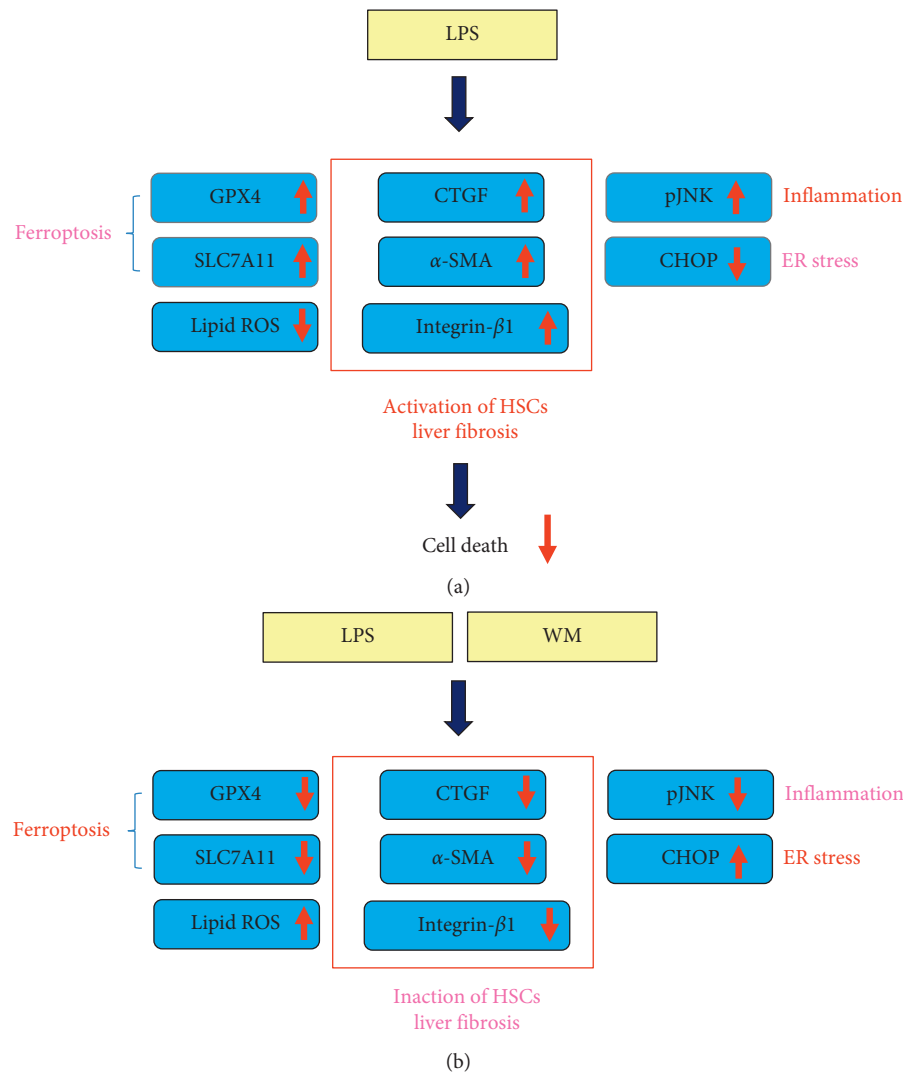 LPS
GPX4
CTGF
pJNK
Inflammation
Ferroptosis
SLC7A11
α-SMA
CHOP
ER stress
Lipid ROS
Integrin-β1
Activation of HSCs
liver fibrosis
Cell death
(a)
LPS
WM
GPX4
CTGF
pJNK
Inflammation
Ferroptosis
SLC7A11
α-SMA
CHOP
ER stress
Lipid ROS
Integrin-β1
Inaction of HSCs
liver fibrosis
(b)